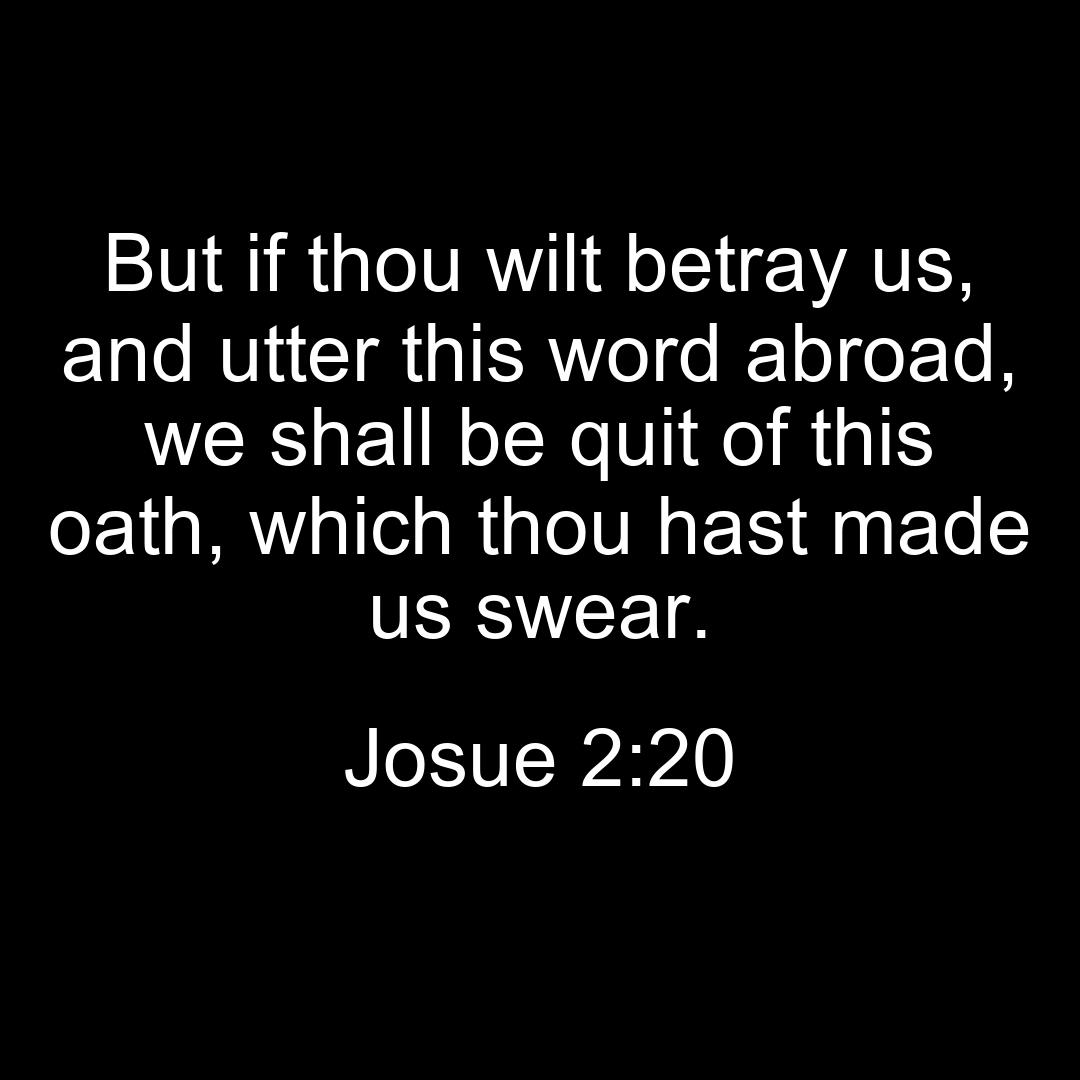 But if thou wilt betray us,
and utter this word abroad,
we shall be quit of this
oath, which thou hast made
us swear.
Josue 2:20